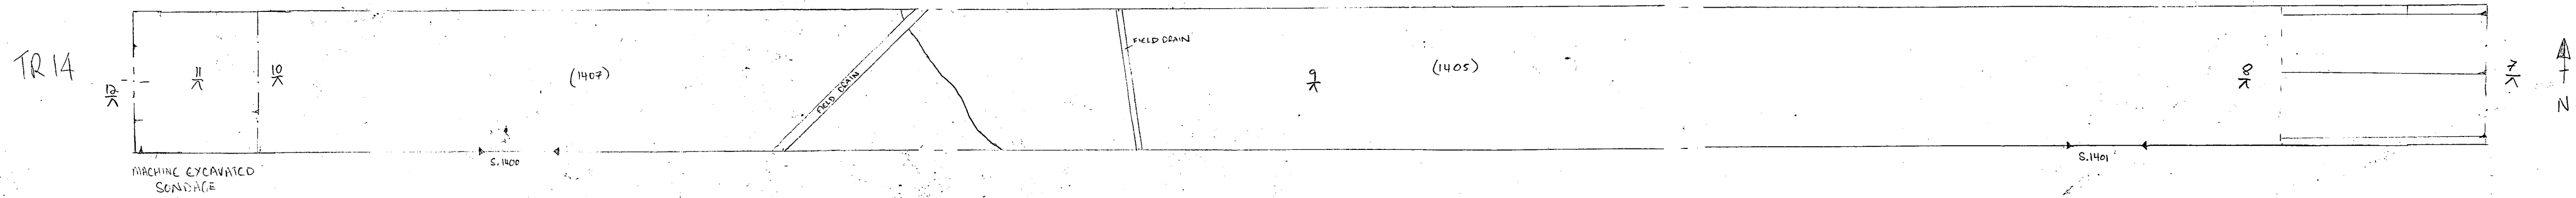 TR14
12
11
10
(1407)
FIELD DRAIN
FIELD DRAIN
9
(1405)
8
7
N
S.1400
S.1401
MACHINE EXCAVATED
SONDAGE